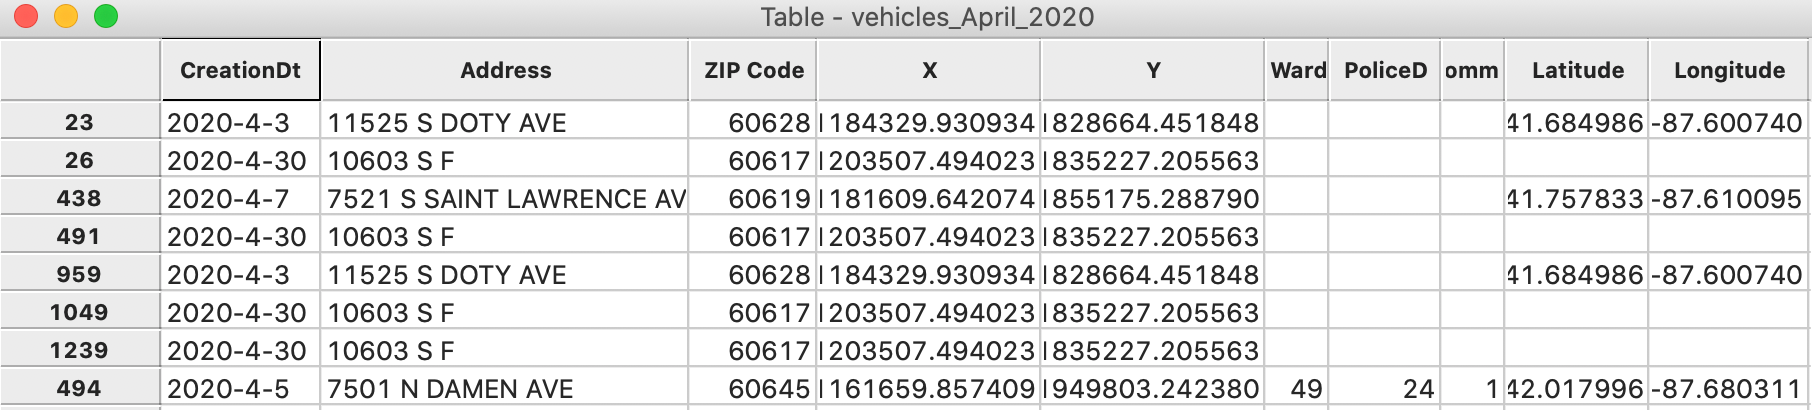 Table - vehicles_April_2020
CreationDt Address ZIP Code X Y Ward PoliceD omm Latitude Longitude
23 2020-4-3 11525 S DOTY AVE 60628 1184329.930934 1828664.451848 41.684986 -87.600740
26 2020-4-30 10603 S F 60617 1203507.494023 1835227.205563
438 2020-4-7 7521 S SAINT LAWRENCE AV 60619 1181609.642074 1855175.288790 41.757833 -87.610095
491 2020-4-30 10603 S F 60617 1203507.494023 1835227.205563
959 2020-4-3 11525 S DOTY AVE 60628 1184329.930934 1828664.451848 41.684986 -87.600740
1049 2020-4-30 10603 S F 60617 1203507.494023 1835227.205563
1239 2020-4-30 10603 S F 60617 1203507.494023 1835227.205563
494 2020-4-5 7501 N DAMEN AVE 60645 1161659.857409 1949803.242380 49 24 1 42.017996 -87.680311